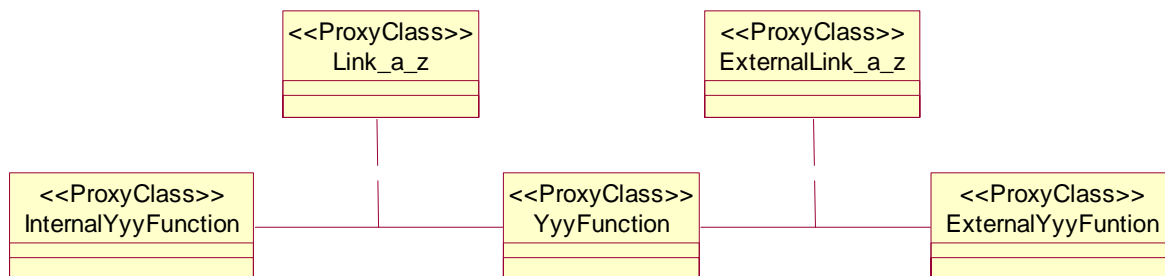 <<ProxyClass>>
Link_a_z
<<ProxyClass>>
ExternalLink_a_z
<<ProxyClass>>
InternalYyyFunction
<<ProxyClass>>
YyyFunction
<<ProxyClass>>
ExternalYyyFuntion